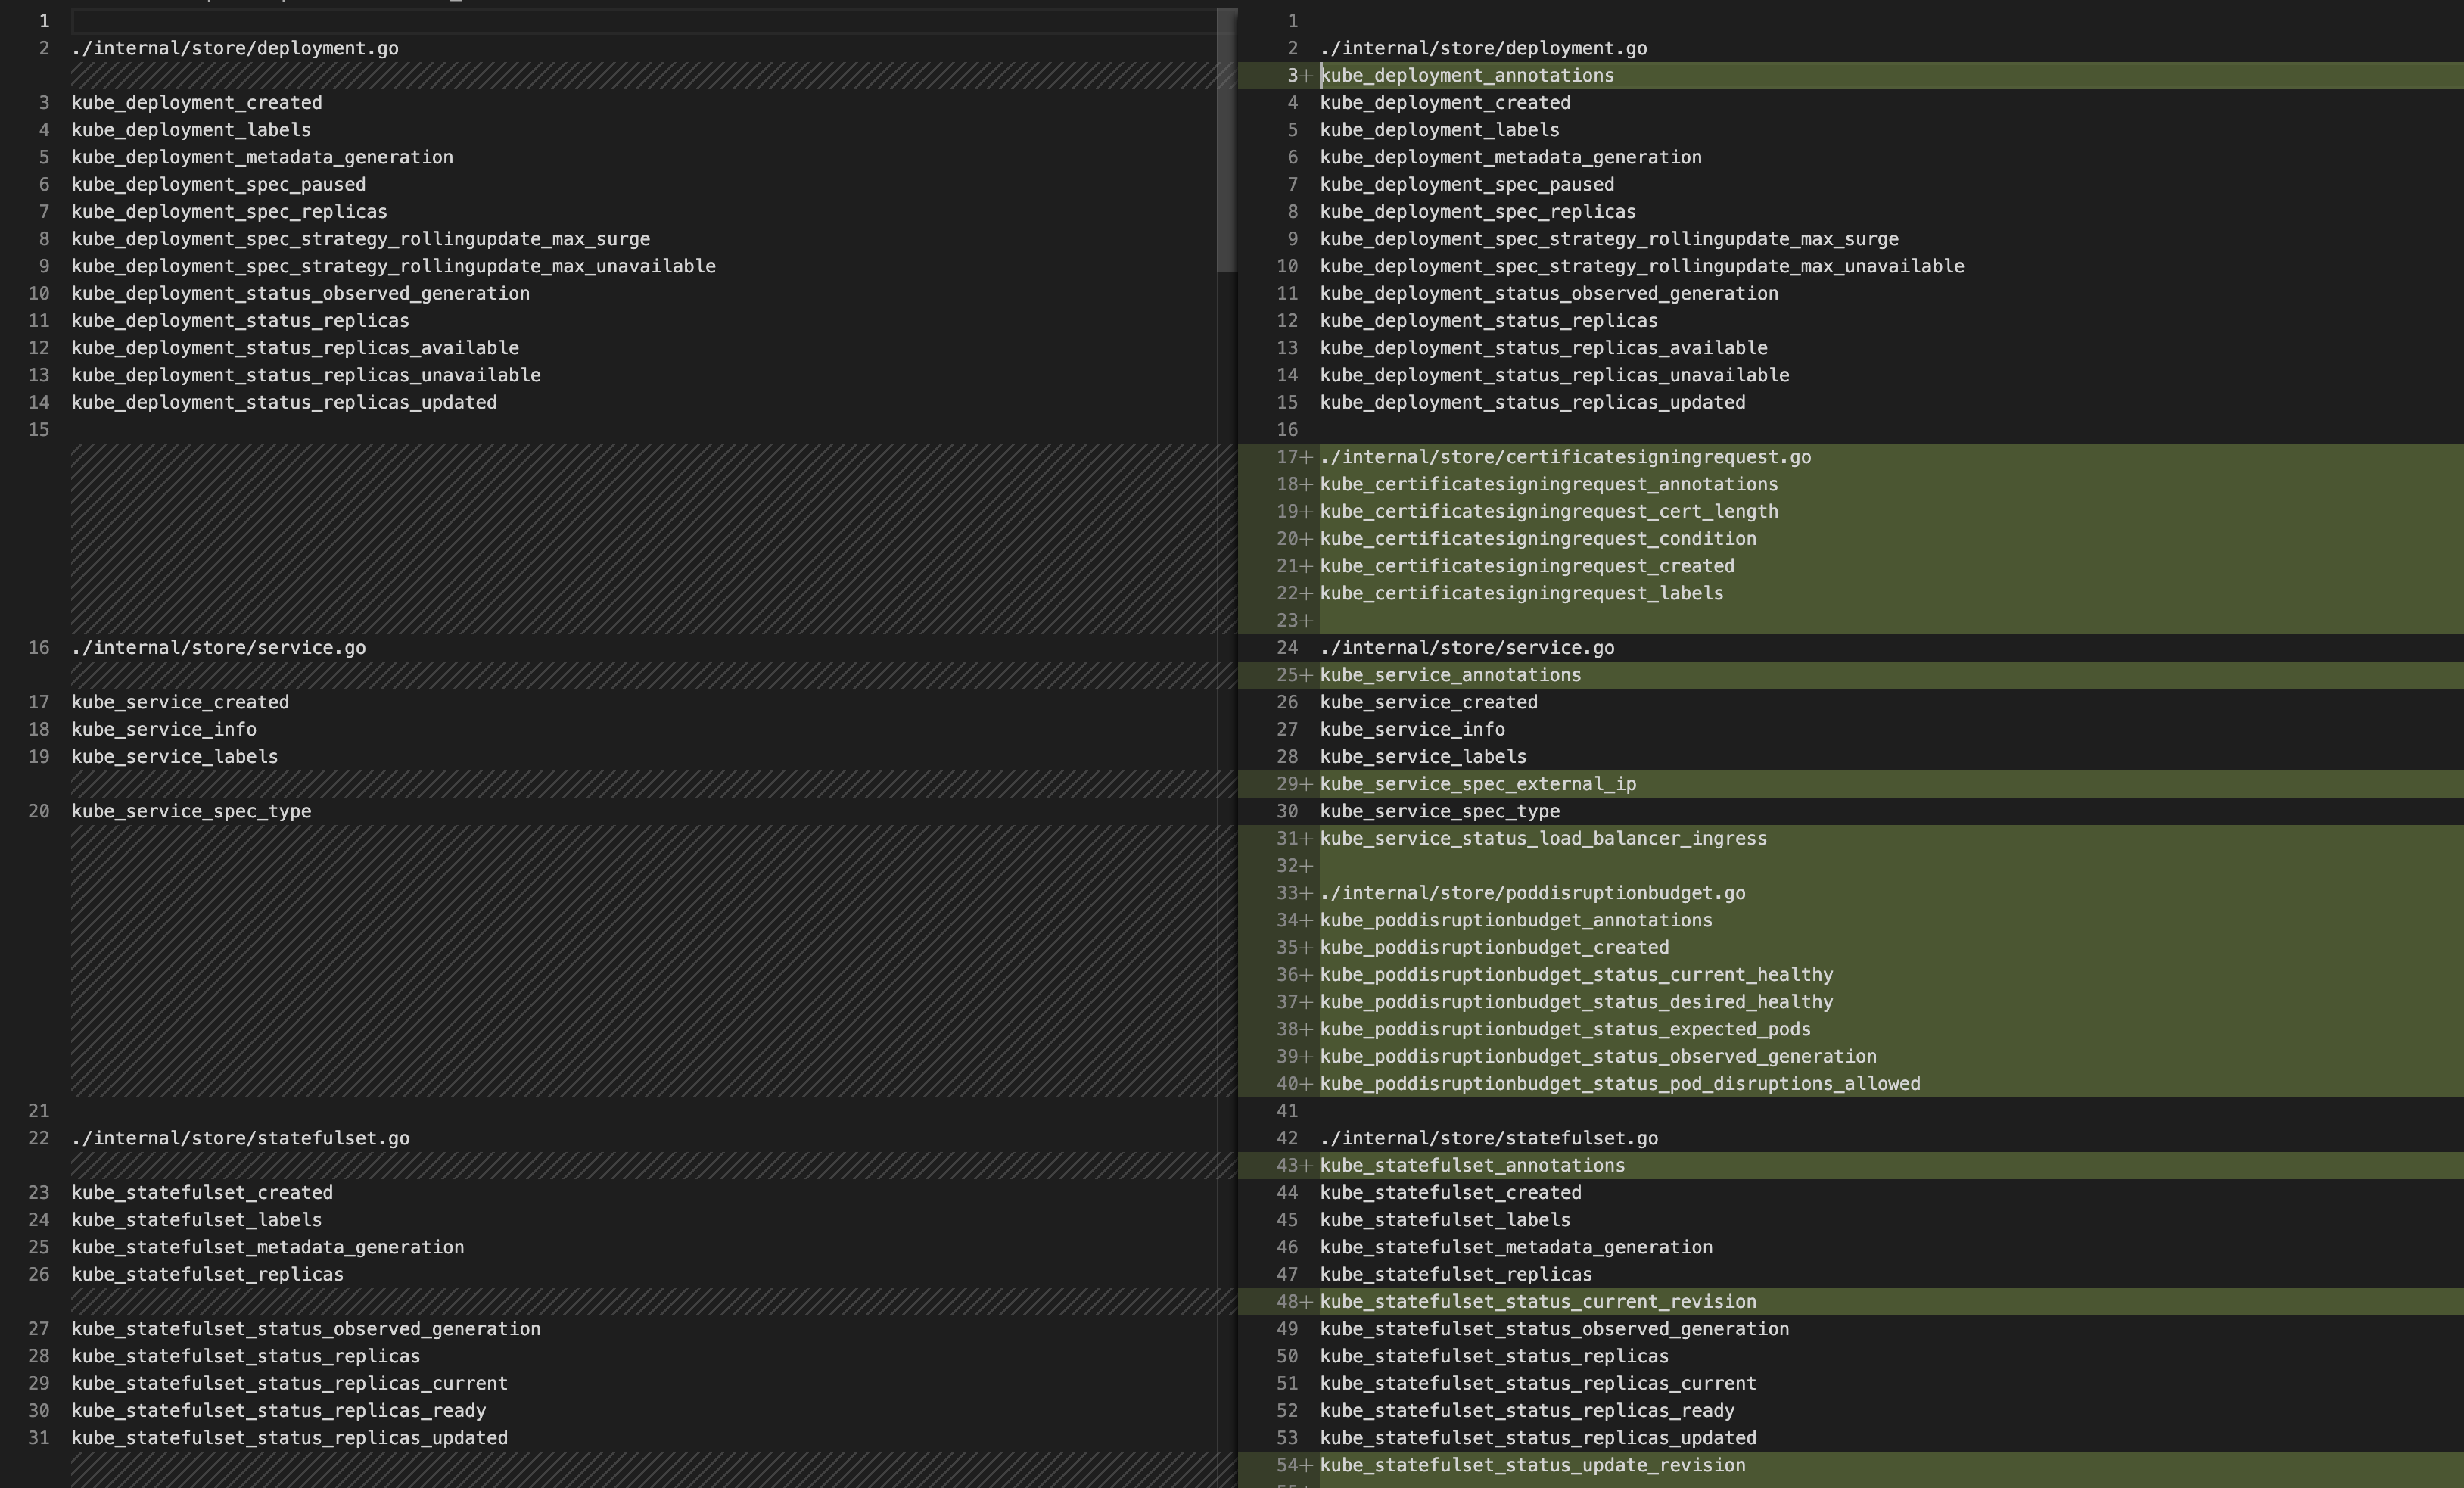 1
2 ./internal/store/deployment.go
3 kube_deployment_created
4 kube_deployment_labels
5 kube_deployment_metadata_generation
6 kube_deployment_spec_paused
7 kube_deployment_spec_replicas
8 kube_deployment_spec_strategy_rollingupdate_max_surge
9 kube_deployment_spec_strategy_rollingupdate_max_unavailable
10 kube_deployment_status_observed_generation
11 kube_deployment_status_replicas
12 kube_deployment_status_replicas_available
13 kube_deployment_status_replicas_unavailable
14 kube_deployment_status_replicas_updated
15
16 ./internal/store/service.go
17 kube_service_created
18 kube_service_info
19 kube_service_labels
20 kube_service_spec_type
21
22 ./internal/store/statefulset.go
23 kube_statefulset_created
24 kube_statefulset_labels
25 kube_statefulset_metadata_generation
26 kube_statefulset_replicas
27 kube_statefulset_status_observed_generation
28 kube_statefulset_status_replicas
29 kube_statefulset_status_replicas_current
30 kube_statefulset_status_replicas_ready
31 kube_statefulset_status_replicas_updated
1
2 ./internal/store/deployment.go
3+ kube_deployment_annotations
4 kube_deployment_created
5 kube_deployment_labels
6 kube_deployment_metadata_generation
7 kube_deployment_spec_paused
8 kube_deployment_spec_replicas
9 kube_deployment_spec_strategy_rollingupdate_max_surge
10 kube_deployment_spec_strategy_rollingupdate_max_unavailable
11 kube_deployment_status_observed_generation
12 kube_deployment_status_replicas
13 kube_deployment_status_replicas_available
14 kube_deployment_status_replicas_unavailable
15 kube_deployment_status_replicas_updated
16
17+ ./internal/store/certificatesigningrequest.go
18+ kube_certificatesigningrequest_annotations
19+ kube_certificatesigningrequest_cert_length
20+ kube_certificatesigningrequest_condition
21+ kube_certificatesigningrequest_created
22+ kube_certificatesigningrequest_labels
23+
24 ./internal/store/service.go
25+ kube_service_annotations
26 kube_service_created
27 kube_service_info
28 kube_service_labels
29+ kube_service_spec_external_ip
30 kube_service_spec_type
31+ kube_service_status_load_balancer_ingress
32+
33+ ./internal/store/poddisruptionbudget.go
34+ kube_poddisruptionbudget_annotations
35+ kube_poddisruptionbudget_created
36+ kube_poddisruptionbudget_status_current_healthy
37+ kube_poddisruptionbudget_status_desired_healthy
38+ kube_poddisruptionbudget_status_expected_pods
39+ kube_poddisruptionbudget_status_observed_generation
40+ kube_poddisruptionbudget_status_pod_disruptions_allowed
41
42 ./internal/store/statefulset.go
43+ kube_statefulset_annotations
44 kube_statefulset_created
45 kube_statefulset_labels
46 kube_statefulset_metadata_generation
47 kube_statefulset_replicas
48+ kube_statefulset_status_current_revision
49 kube_statefulset_status_observed_generation
50 kube_statefulset_status_replicas
51 kube_statefulset_status_replicas_current
52 kube_statefulset_status_replicas_ready
53 kube_statefulset_status_replicas_updated
54+ kube_statefulset_status_update_revision